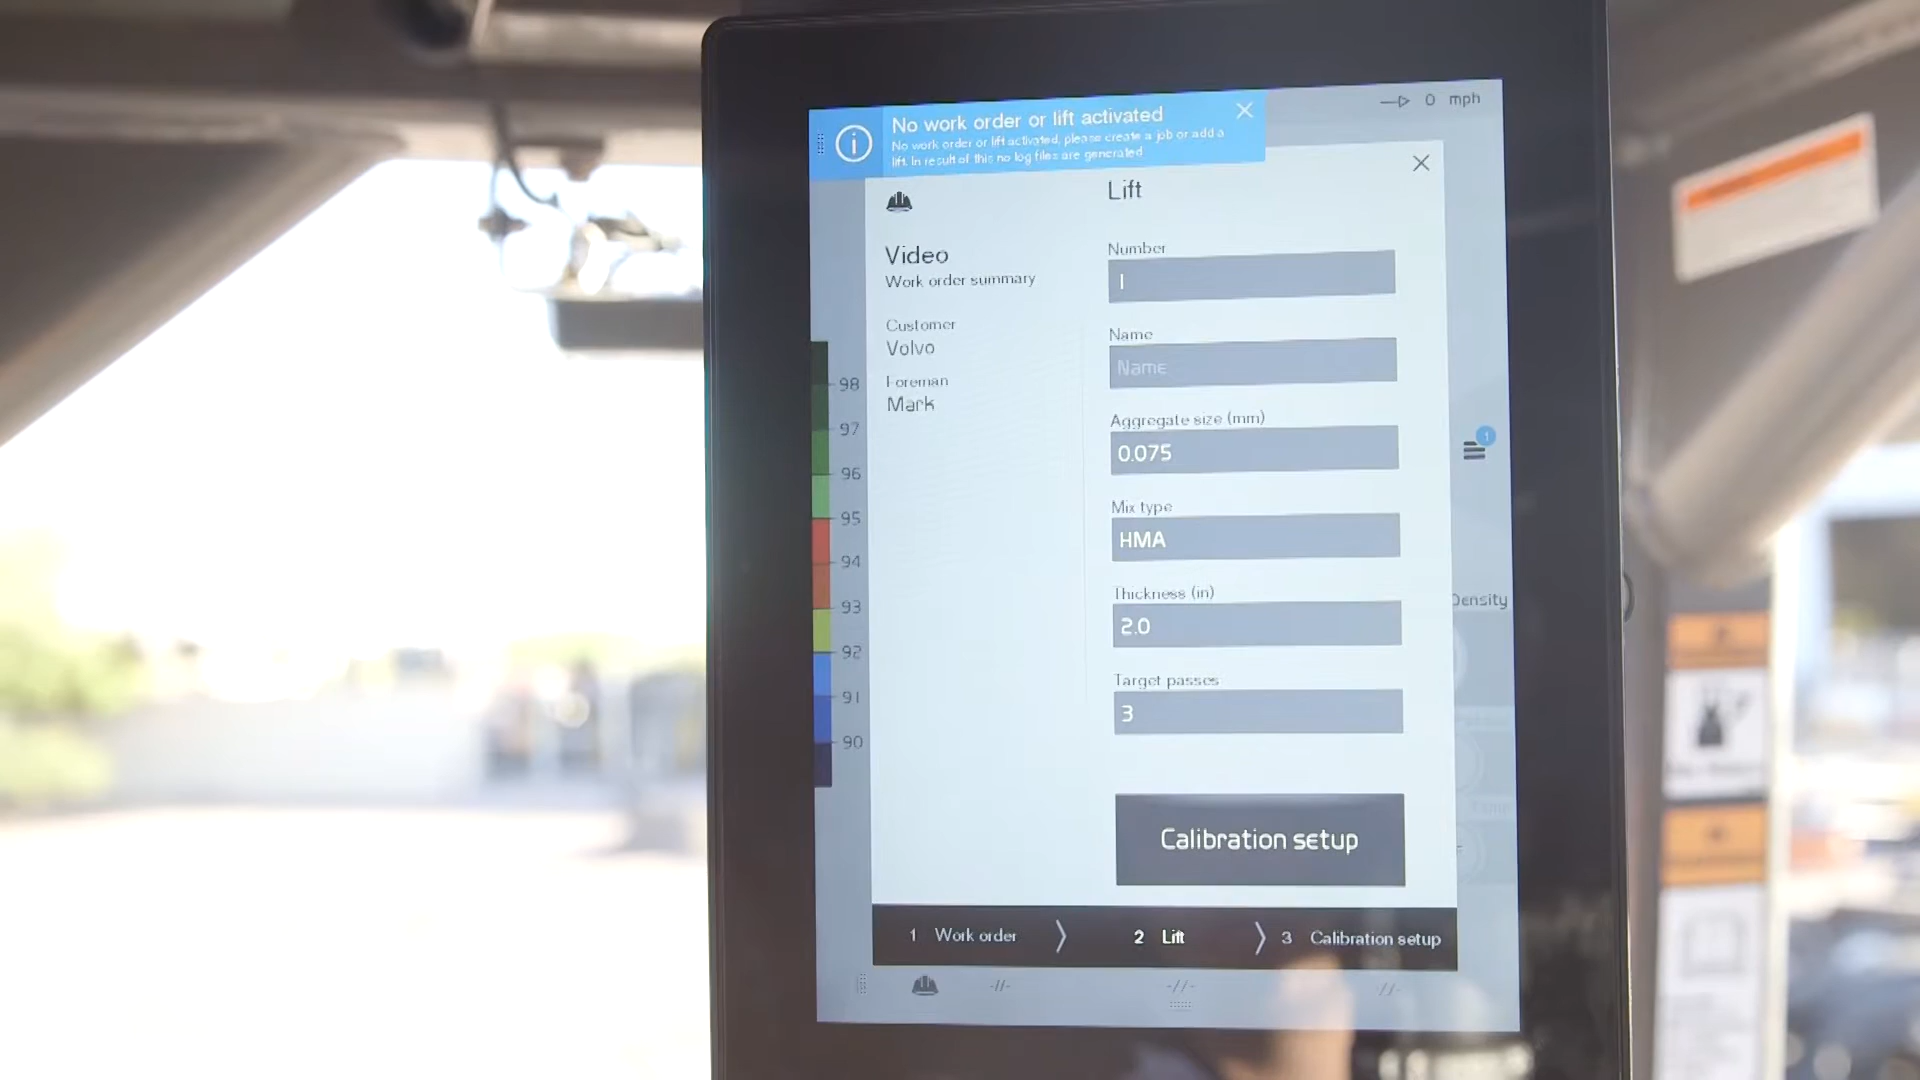 No work order or lift activated
No work order or lift activated, please create a job or add a
lift. In result of this no log files are generated
0 mph
Lift
Video
Work order summary
Customer
Volvo
Foreman
Mark
Number
1
Name
Name
Aggregate size (mm)
0.075
Mix type
HMA
Thickness (in)
2.0
Target passes
3
Calibration setup
98
97
96
95
94
93
92
91
90
1
Density
1 Work order
2 Lift
3 Calibration setup
-//-
-//-
-//-